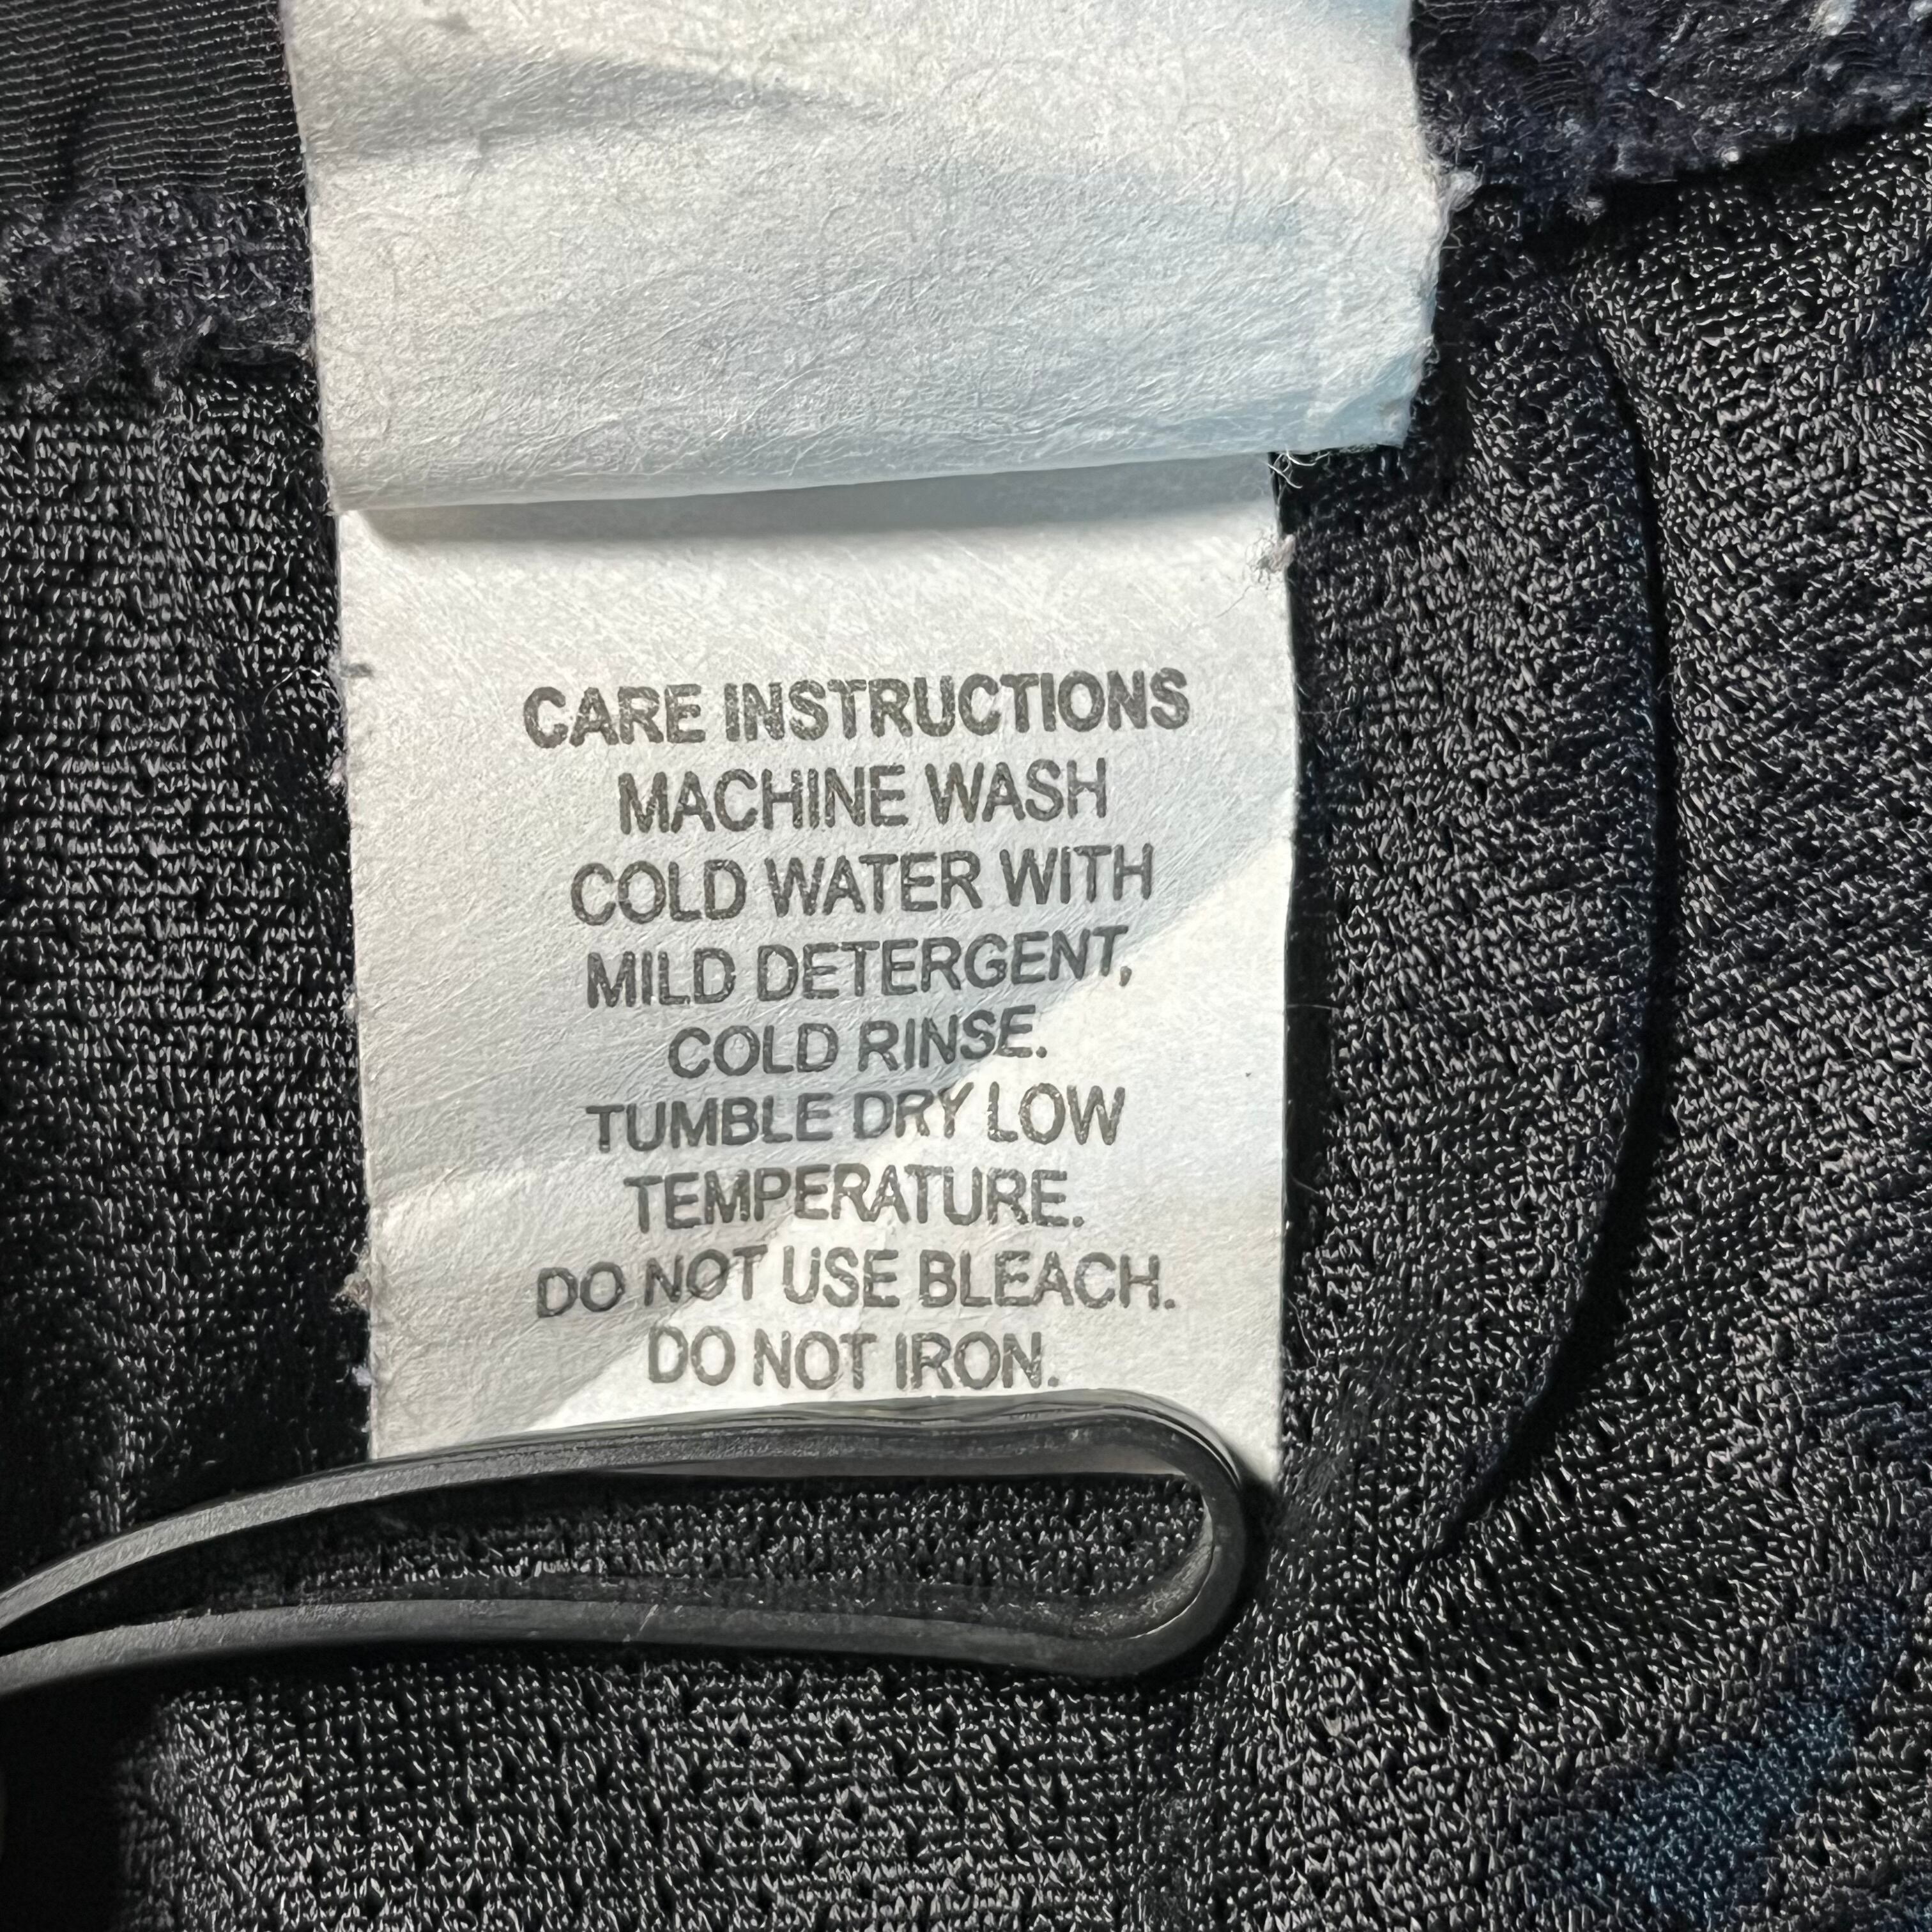 CARE INSTRUCTIONS
MACHINE WASH
COLD WATER WITH
MILD DETERGENT,
COLD RINSE.
TUMBLE DRY LOW
TEMPERATURE.
DO NOT USE BLEACH.
DO NOT IRON.